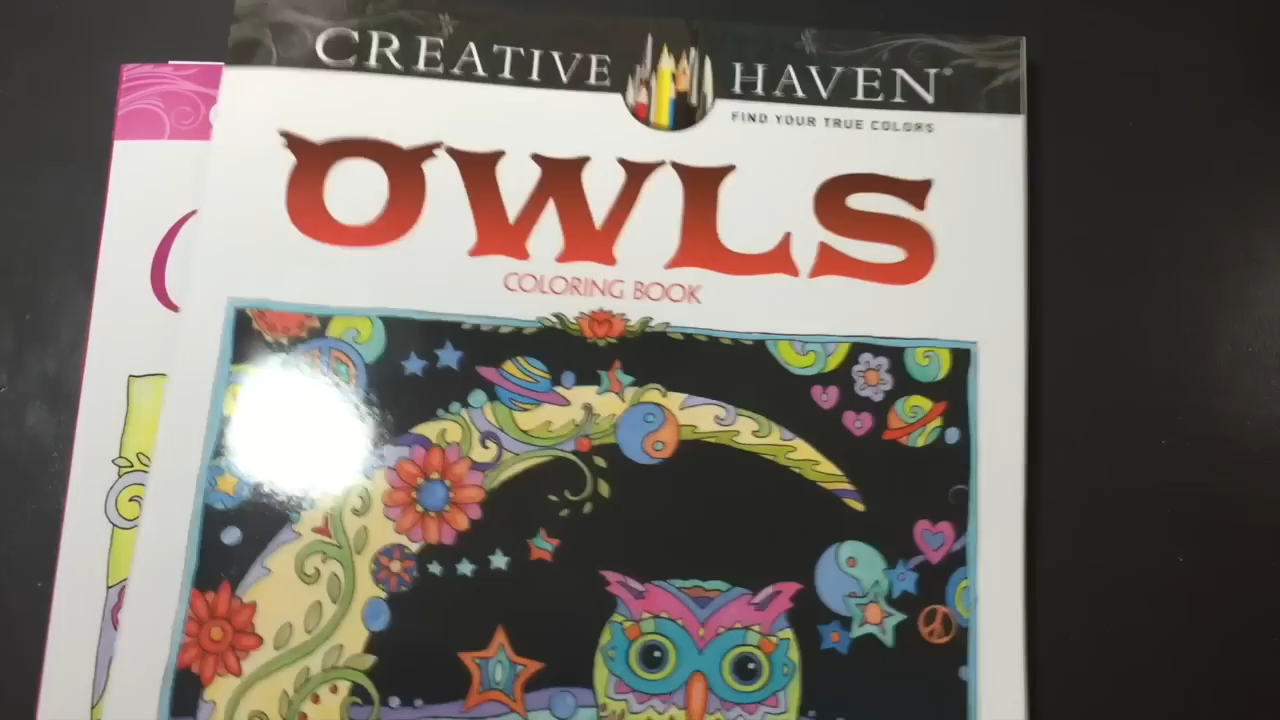 CREATIVE HAVEN®
FIND YOUR TRUE COLORS
OWLS
COLORING BOOK